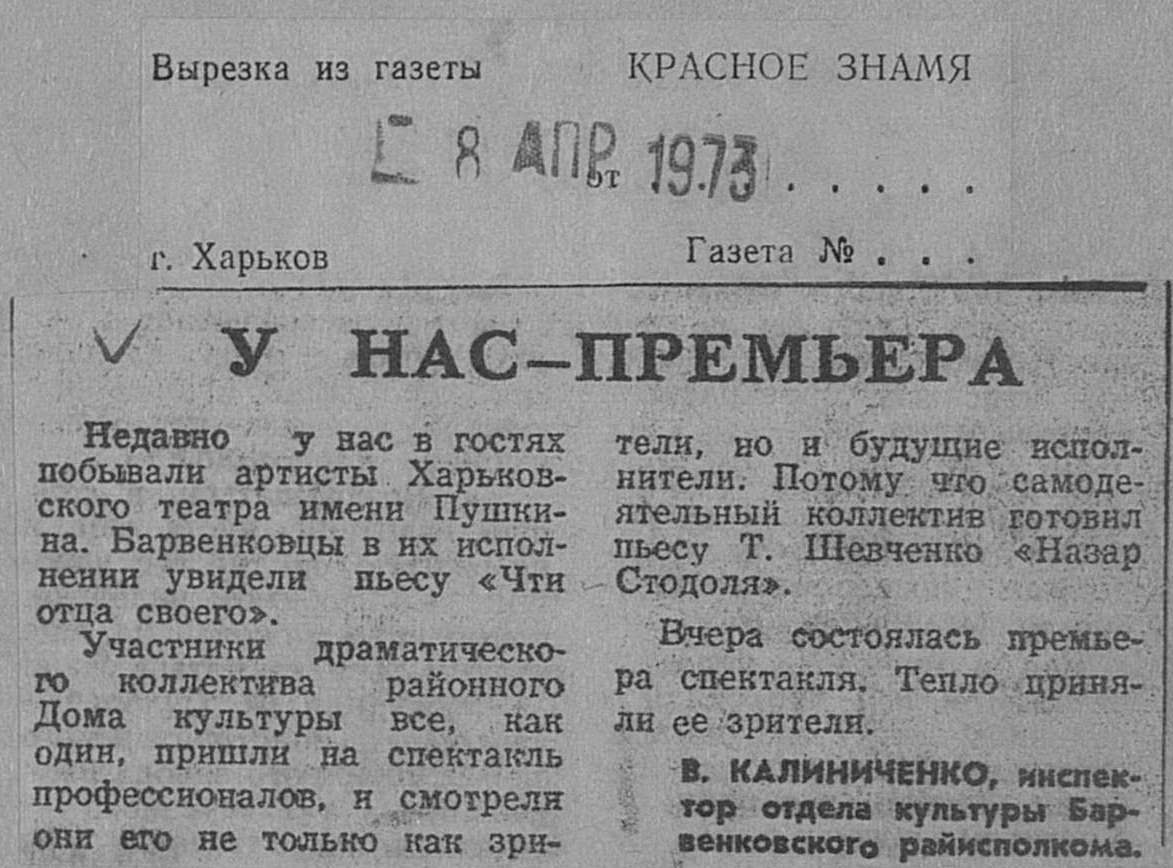 Вырезка из газеты КРАСНОЕ ЗНАМЯ
8 АПР 1973
от . . . . .
г. Харьков Газета № . . .
У НАС–ПРЕМЬЕРА
Недавно у нас в гостях
побывали артисты Харьков-
ского театра имени Пушки-
на. Барвенковцы в их испол-
нении увидели пьесу «Чти
отца своего».
Участники драматическо-
го коллектива районного
Дома культуры все, как
один, пришли на спектакль
профессионалов, и смотрели
они его не только как зри-
тели, но и будущие испол-
нители. Потому что самоде-
ятельный коллектив готовил
пьесу Т. Шевченко «Назар
Стодоля».
Вчера состоялась премье-
ра спектакля. Тепло приня-
ли ее зрители.
В. КАЛИНИЧЕНКО, инспек-
тор отдела культуры Бар-
венковского райисполкома.